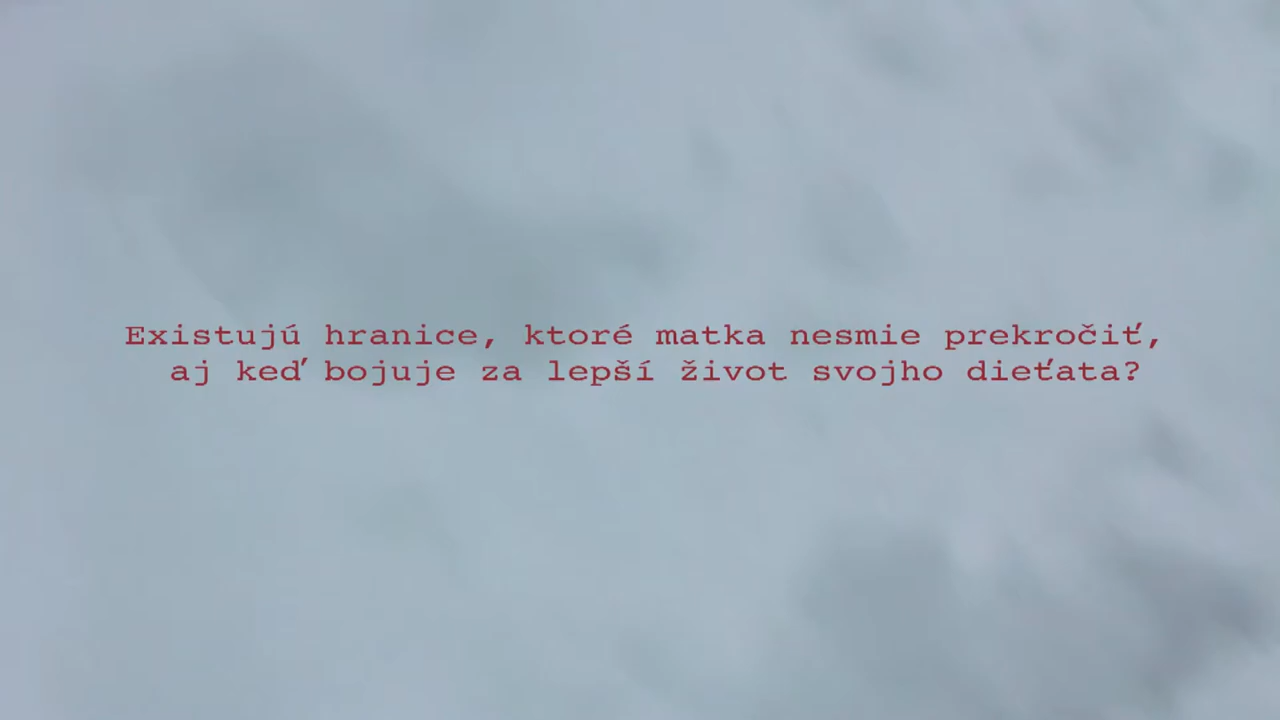 Existujú hranice, ktoré matka nesmie prekročiť,
aj keď bojuje za lepší život svojho dieťata?